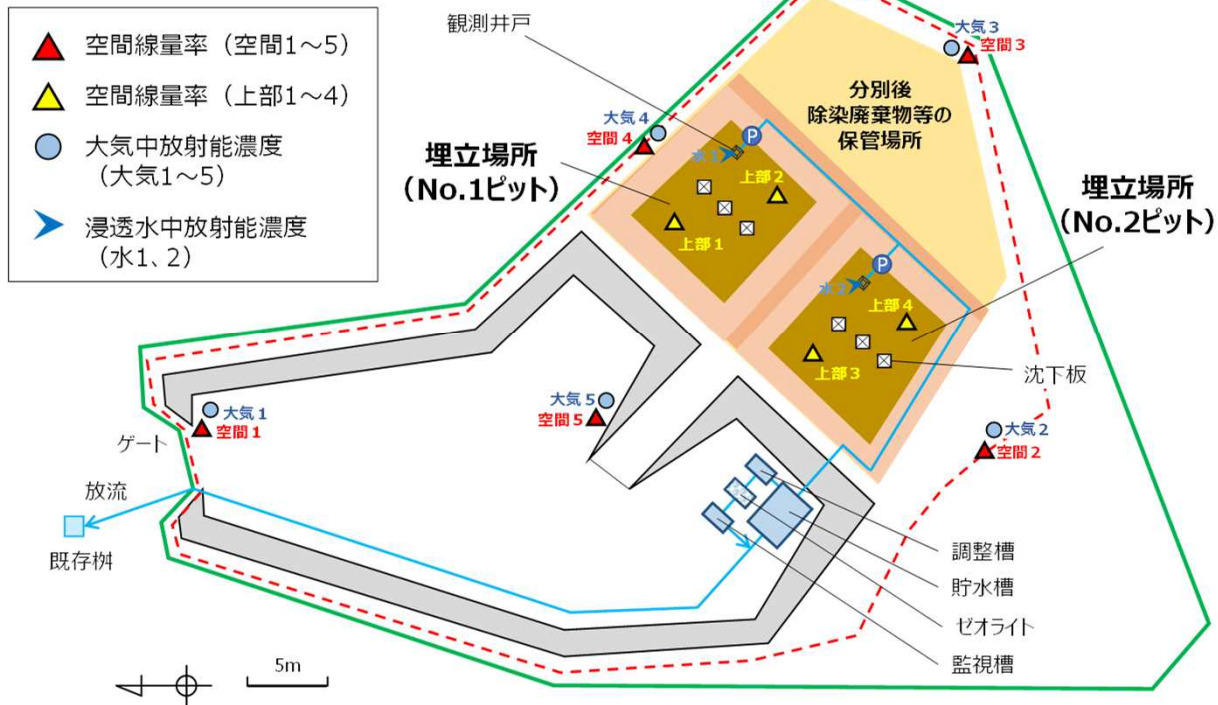 空間線量率（空間1～5）
空間線量率（上部1～4）
大気中放射能濃度
（大気1～5）
浸透水中放射能濃度
（水1、2）
観測井戸
大気3
空間3
分別後
除染廃棄物等の
保管場所
大気4
空間4
埋立場所
（No.1ピット）
P
水1
上部2
上部1
埋立場所
（No.2ピット）
P
水2
上部4
上部3
沈下板
大気1
空間1
大気5
空間5
大気2
空間2
ゲート
放流
既存桝
調整槽
貯水槽
ゼオライト
監視槽
5m